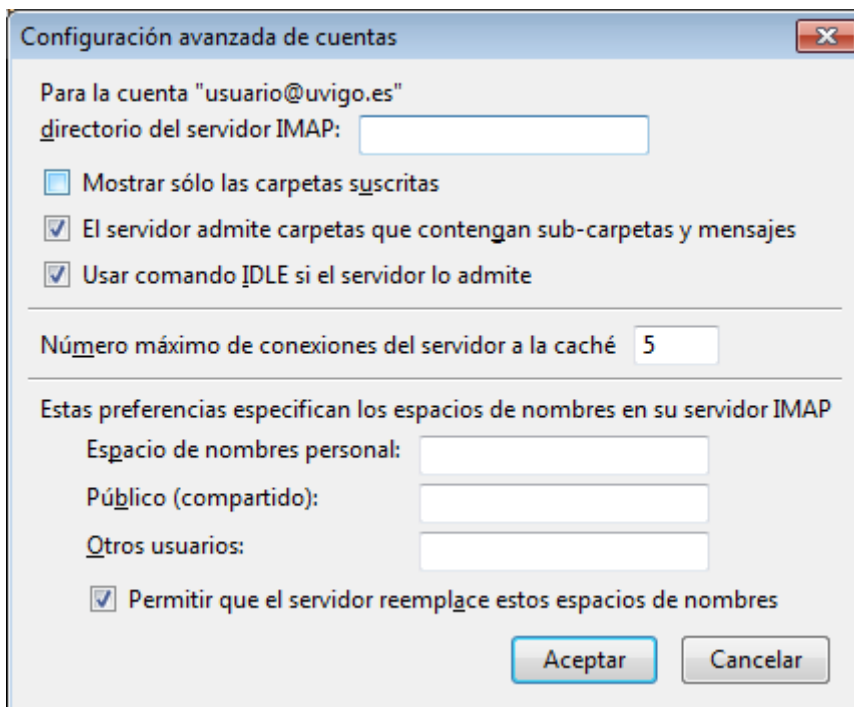 Configuración avanzada de cuentas
Para la cuenta "usuario@uvigo.es"
directorio del servidor IMAP:
Mostrar sólo las carpetas suscritas
El servidor admite carpetas que contengan sub-carpetas y mensajes
Usar comando IDLE si el servidor lo admite
Número máximo de conexiones del servidor a la caché 5
Estas preferencias especifican los espacios de nombres en su servidor IMAP
Espacio de nombres personal:
Público (compartido):
Otros usuarios:
Permitir que el servidor reemplace estos espacios de nombres
Aceptar Cancelar